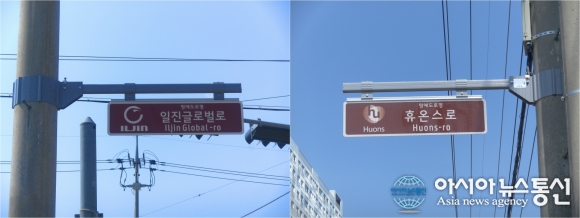 명예도로명
일진글로벌로
ILJIN
IIjin Global-ro
명예도로명
휴온스로
Huons
Huons-ro
아시아뉴스통신
Asia news agency